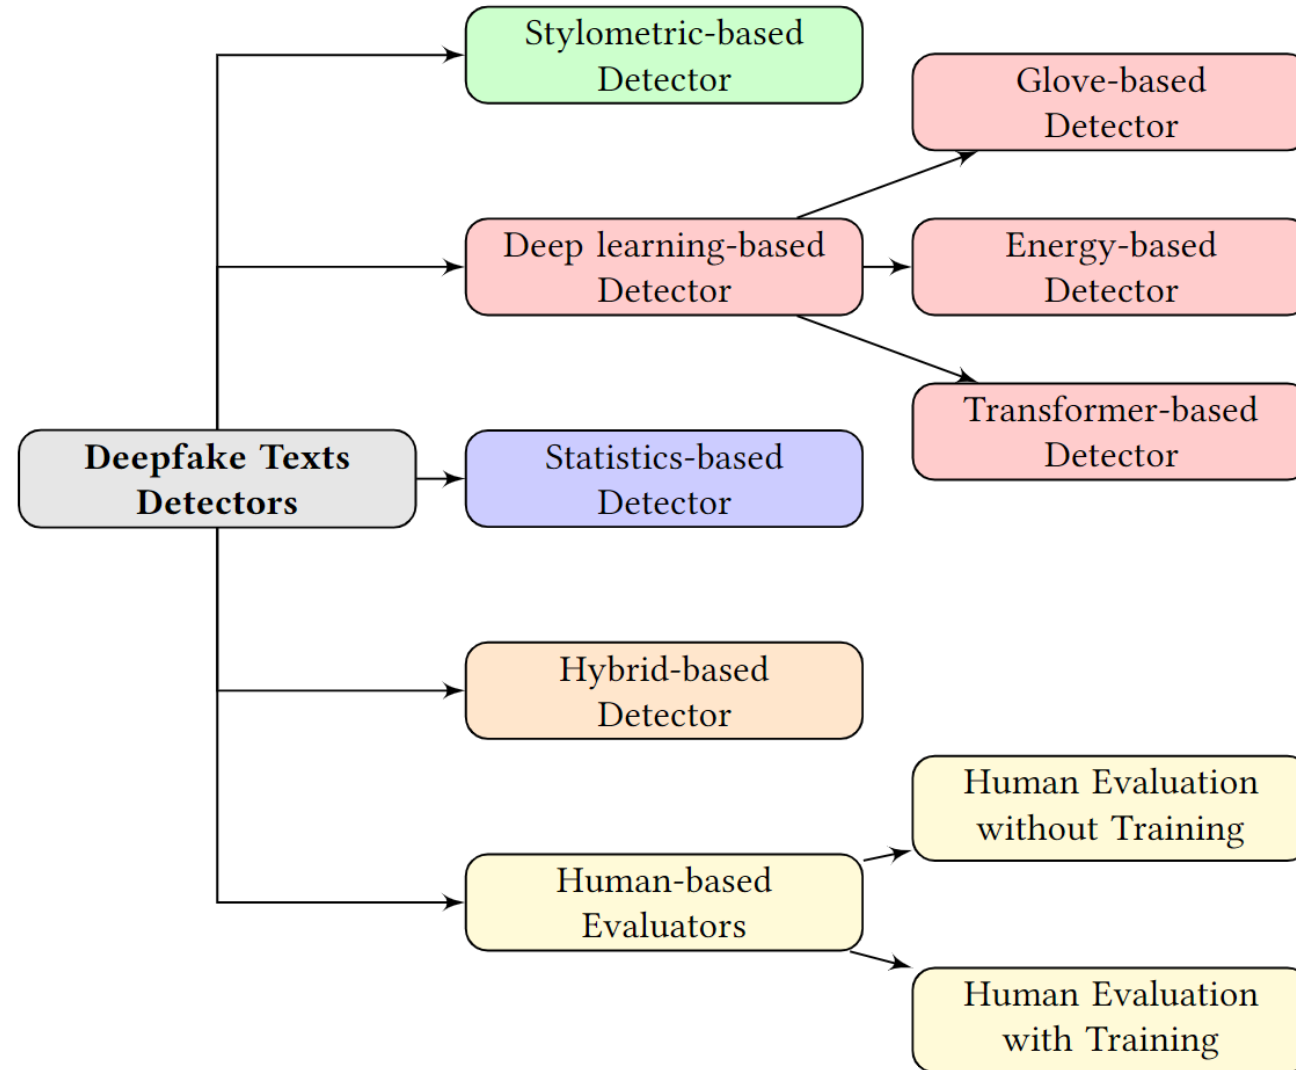 Stylometric-based
Detector
Glove-based
Detector
Deep learning-based
Detector
Energy-based
Detector
Transformer-based
Detector
Deepfake Texts
Detectors
Statistics-based
Detector
Hybrid-based
Detector
Human Evaluation
without Training
Human-based
Evaluators
Human Evaluation
with Training